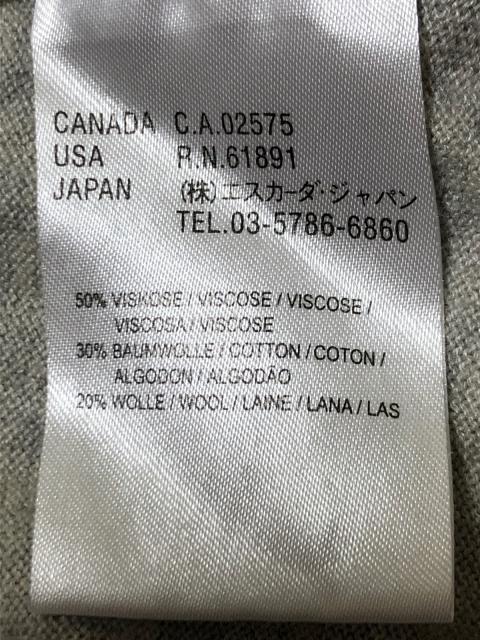 CANADA C.A.02575
USA R.N.61891
JAPAN (株)エスカーダ・ジャパン
TEL.03-5786-6860
50% VISKOSE / VISCOSE / VISCOSE /
VISCOSA / VISCOSE
30% BAUMWOLLE / COTTON / COTON /
ALGODON / ALGODÃO
20% WOLLE / WOOL / LAINE / LANA / LAS